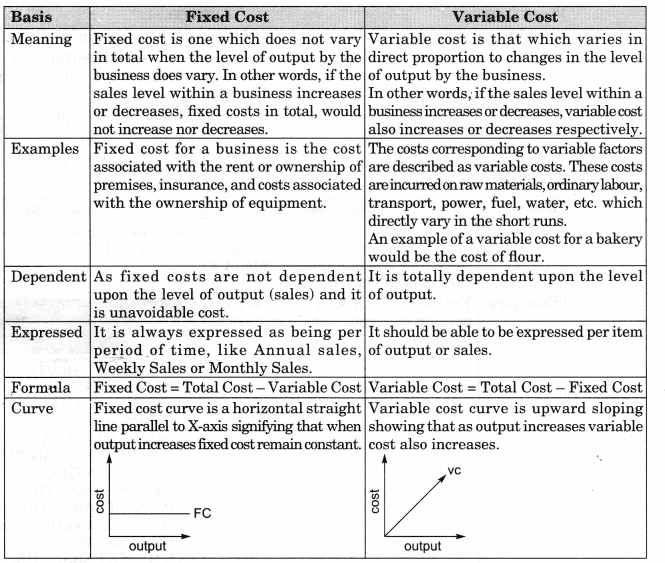 Basis
Fixed Cost
Variable Cost
Meaning
Fixed cost is one which does not vary
in total when the level of output by the
business does vary. In other words, if the
sales level within a business increases
or decreases, fixed costs in total, would
not increase nor decreases.
Variable cost is that which varies in
direct proportion to changes in the level
of output by the business.
In other words, if the sales level within a
business increases or decreases, variable cost
also increases or decreases respectively.
Examples
Fixed cost for a business is the cost
associated with the rent or ownership of
premises, insurance, and costs associated
with the ownership of equipment.
The costs corresponding to variable factors
are described as variable costs. These costs
are incurred on raw materials, ordinary labour,
transport, power, fuel, water, etc. which
directly vary in the short runs.
An example of a variable cost for a bakery
would be the cost of flour.
Dependent
As fixed costs are not dependent
upon the level of output (sales) and it
is unavoidable cost.
It is totally dependent upon the level
of output.
Expressed
It is always expressed as being per
period of time, like Annual sales,
Weekly Sales or Monthly Sales.
It should be able to be expressed per item
of output or sales.
Formula
Fixed Cost = Total Cost – Variable Cost
Variable Cost = Total Cost – Fixed Cost
Curve
Fixed cost curve is a horizontal straight
line parallel to X-axis signifying that when
output increases fixed cost remain constant.
cost
FC
output
Variable cost curve is upward sloping
showing that as output increases variable
cost also increases.
cost
VC
output